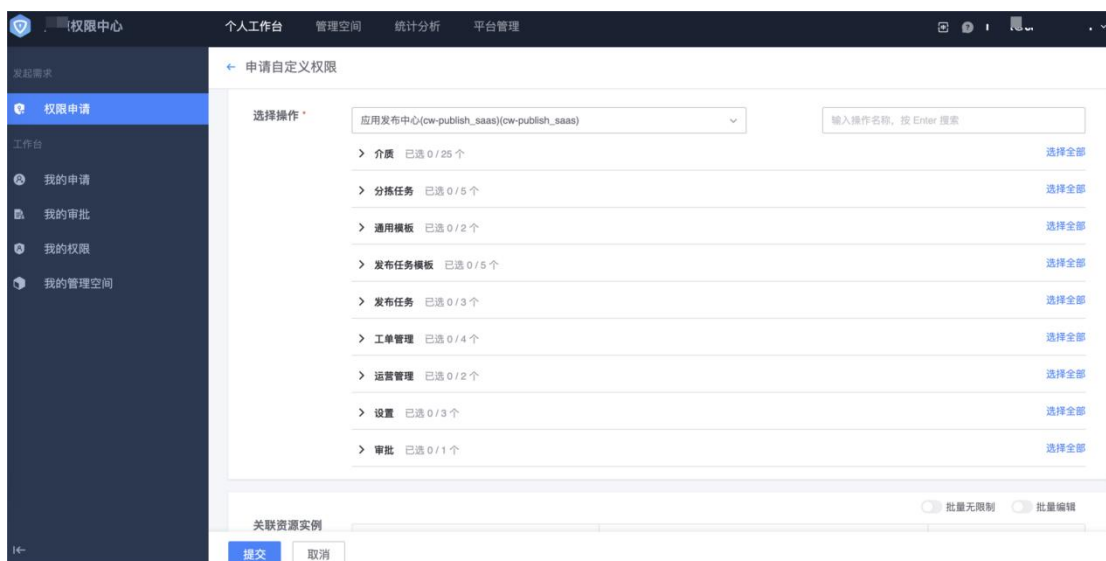 权限中心
个人工作台 管理空间 统计分析 平台管理
发起需求
← 申请自定义权限
权限申请
选择操作 *
应用发布中心(cw-publish_saas)(cw-publish_saas)
输入操作名称，按 Enter 搜索
工作台
介质 已选 0 / 25 个 选择全部
我的申请
分拣任务 已选 0 / 5 个 选择全部
我的审批
通用模板 已选 0 / 2 个 选择全部
我的权限
发布任务模板 已选 0 / 5 个 选择全部
我的管理空间
发布任务 已选 0 / 3 个 选择全部
工单管理 已选 0 / 4 个 选择全部
运营管理 已选 0 / 2 个 选择全部
设置 已选 0 / 3 个 选择全部
审批 已选 0 / 1 个 选择全部
批量无限制 批量编辑
关联资源实例
提交 取消